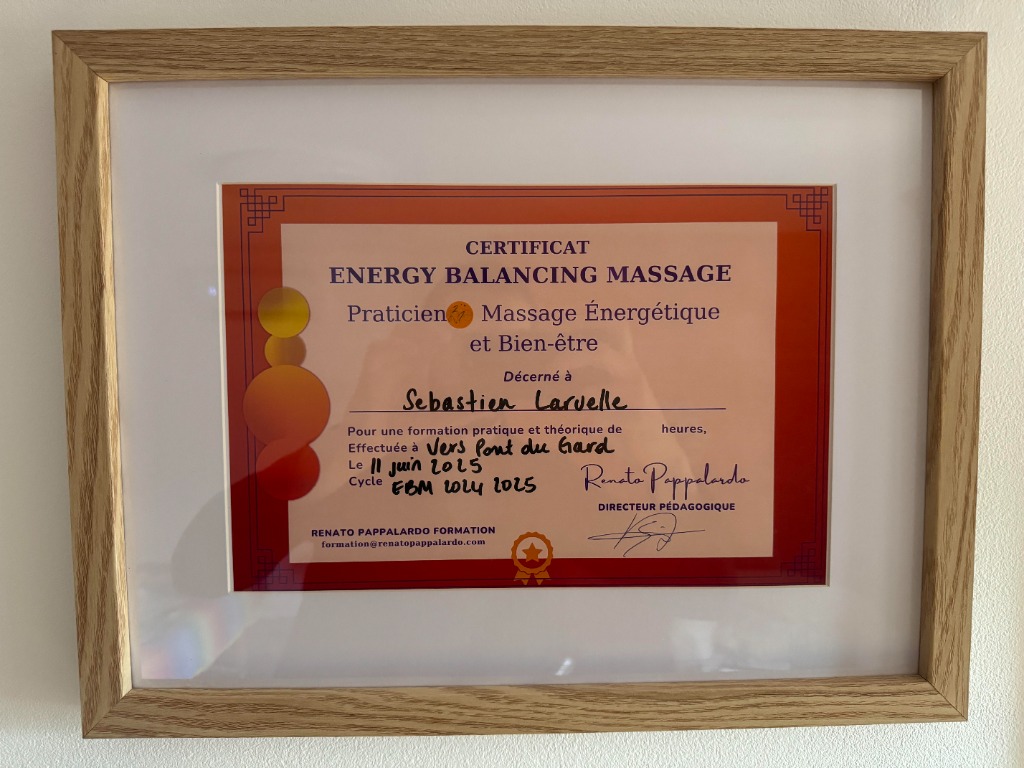 CERTIFICAT
ENERGY BALANCING MASSAGE
Praticien Massage Énergétique
et Bien-être
Décerné à
Sebastien Laruelle
Pour une formation pratique et théorique de heures,
Effectuée à Vers Pont du Gard
Le 11 juin 2025
Cycle EBM 2024 2025
Renato Pappalardo
DIRECTEUR PÉDAGOGIQUE
RENATO PAPPALARDO FORMATION
formation@renatopappalardo.com